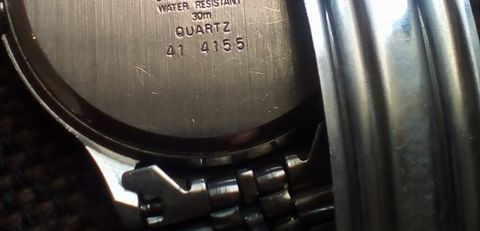 WATER RESISTANT
30m
QUARTZ
41 4155